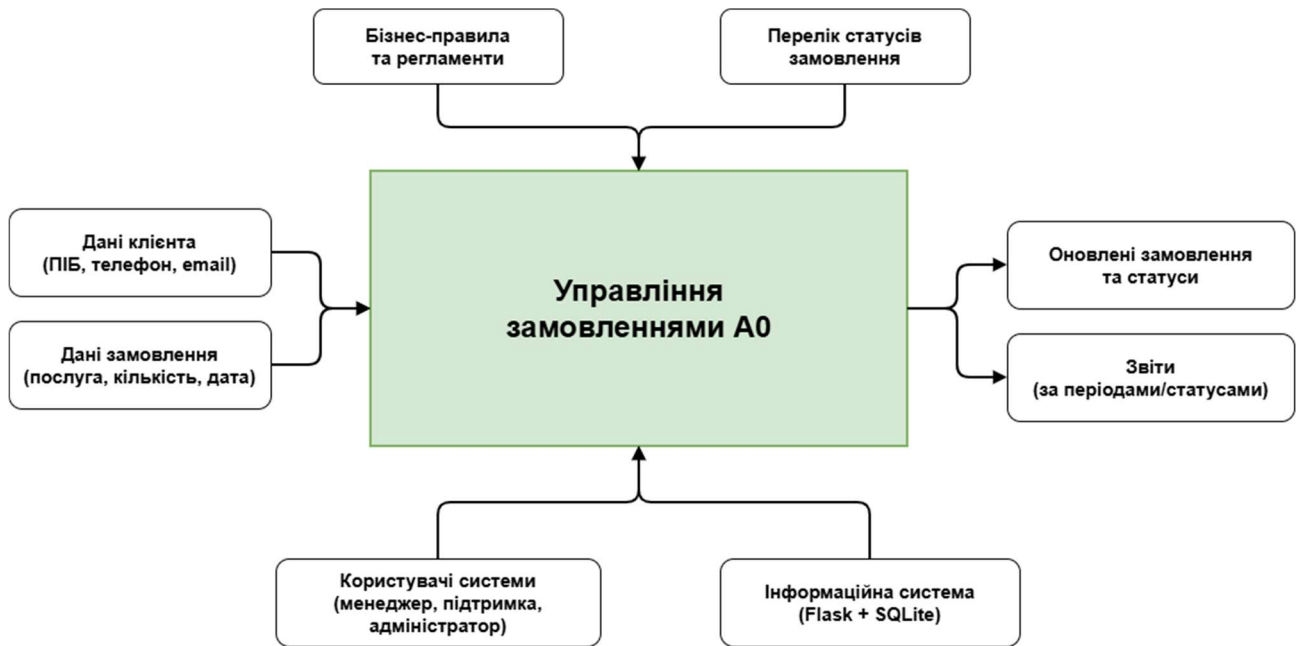 Бізнес-правила
та регламенти
Перелік статусів
замовлення
Дані клієнта
(ПІБ, телефон, email)
Дані замовлення
(послуга, кількість, дата)
Управління
замовленнями А0
Оновлені замовлення
та статуси
Звіти
(за періодами/статусами)
Користувачі системи
(менеджер, підтримка,
адміністратор)
Інформаційна система
(Flask + SQLite)